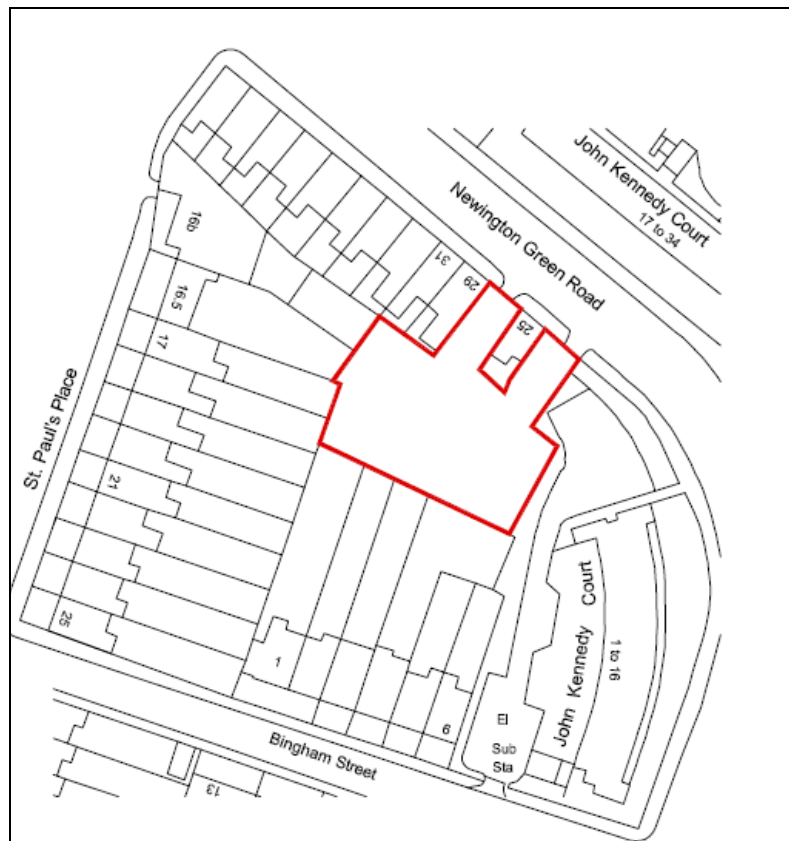 John Kennedy Court
17 to 34
Newington Green Road
31
29
25
16b
16.5
17
St. Paul's Place
21
25
1
6
El
Sub
Sta
John Kennedy Court
1 to 16
Bingham Street
13